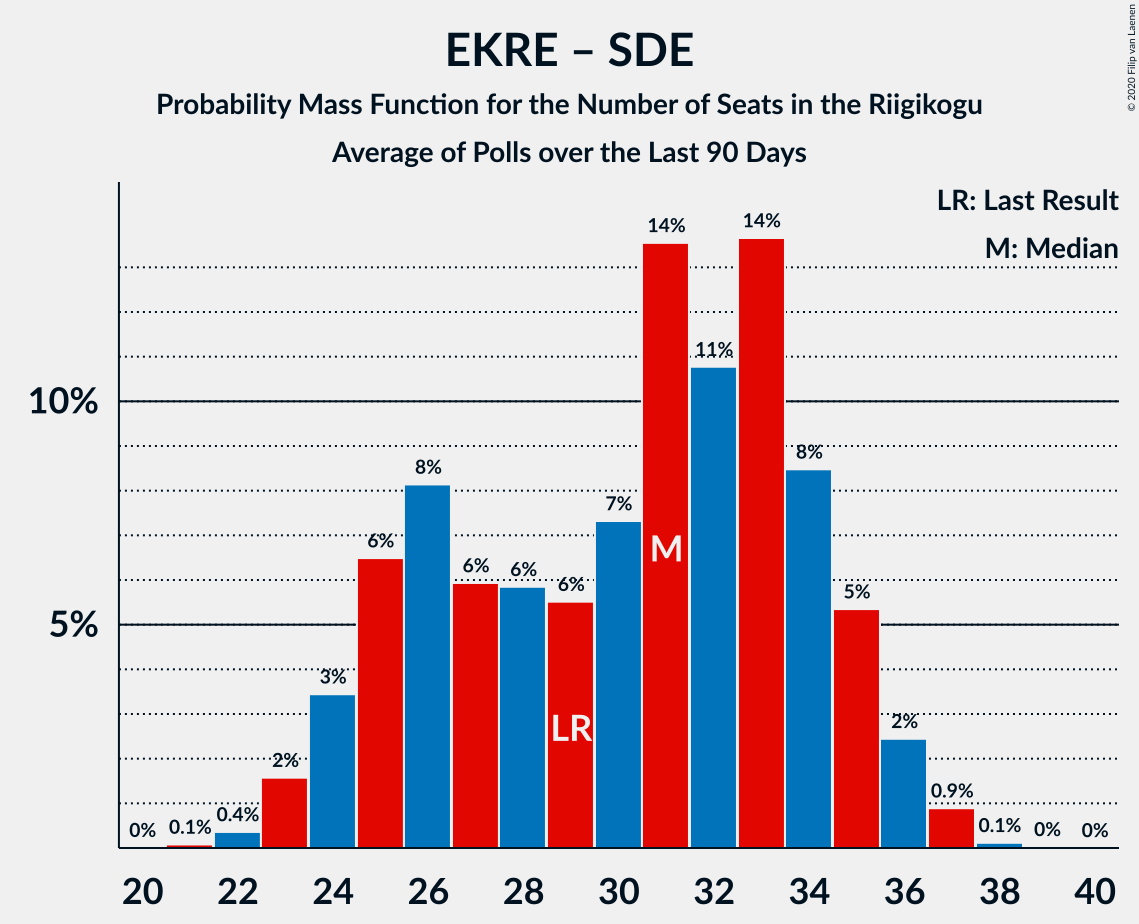 EKRE – SDE
Probability Mass Function for the Number of Seats in the Riigikogu
Average of Polls over the Last 90 Days
© 2020 Filip van Laenen
LR: Last Result
M: Median
10%
5%
0%
0.1%
0.4%
2%
3%
6%
8%
6%
6%
6%
7%
14%
11%
14%
8%
5%
2%
0.9%
0.1%
0%
0%
M
LR
20 22 24 26 28 30 32 34 36 38 40